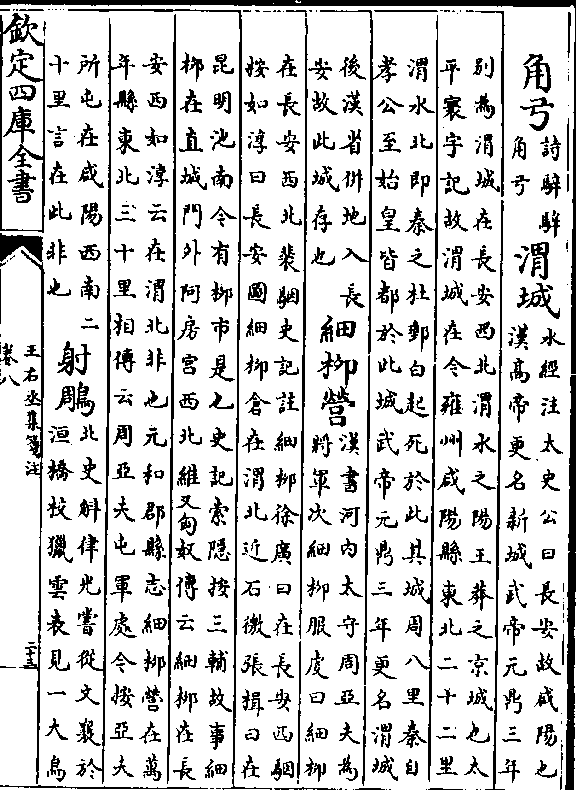 角弓
詩騂騂
角弓
渭城
水經注太史公曰長安故咸陽也
漢高帝更名新城武帝元鼎三年
別為渭城在長安西北渭水之陽王莽之京城也太
平寰宇記故渭城在今雍州咸陽縣東北二十二里
渭水北即秦之杜郵白起死於此其城周八里秦自
孝公至始皇皆都於此城武帝元鼎三年更名渭城
後漢省併地入長
安故此城存也
細柳營
漢書河内太守周亞夫為
將軍次細柳服虔曰細柳
在長安西北裴駰史記註細柳徐廣曰在長安西駰
按如淳曰長安圖細柳倉在渭北近石徼張揖曰在
昆明池南今有柳市是也史記索隱按三輔故事細
柳在直城門外阿房宫西北維又匈奴傳云細柳在長
安西如淳云在渭北非也元和郡縣志細柳營在萬
年縣東北三十里相傳云周亞夫屯軍處今按亞夫
所屯在咸陽西南二
十里言在此非也
射鵰
北史斛律光嘗從文襄於
洹橋校獵雲表見一大鳥
欽定四庫全書
王右丞集箋注
卷八
二十三